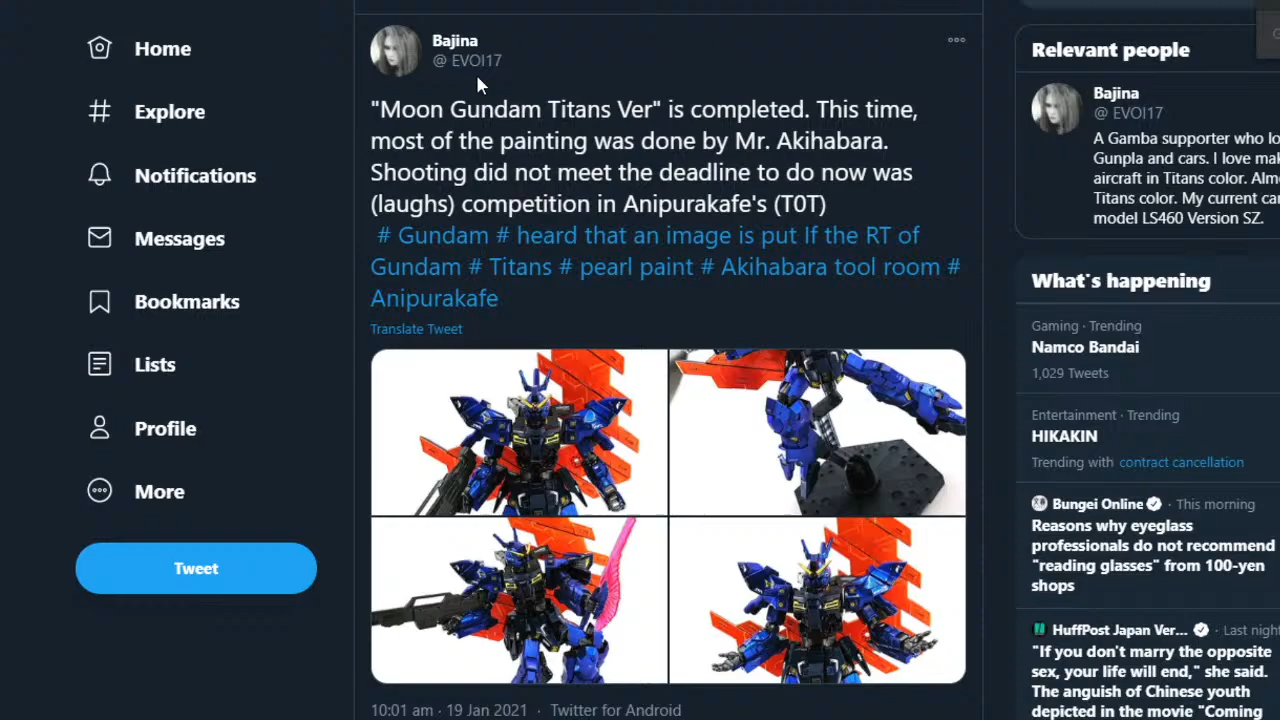 Home
Explore
Notifications
Messages
Bookmarks
Lists
Profile
More
Tweet
Bajina
@ EVOI17
"Moon Gundam Titans Ver" is completed. This time,
most of the painting was done by Mr. Akihabara.
Shooting did not meet the deadline to do now was
(laughs) competition in Anipurakafe's (T0T)
# Gundam # heard that an image is put If the RT of
Gundam # Titans # pearl paint # Akihabara tool room #
Anipurakafe
Translate Tweet
10:01 am · 19 Jan 2021 · Twitter for Android
Relevant people
Bajina
@ EVOI17
A Gamba supporter who lo
Gunpla and cars. I love mak
aircraft in Titans color. Alm
Titans color. My current car
model LS460 Version SZ.
What's happening
Gaming · Trending
Namco Bandai
1,029 Tweets
Entertainment · Trending
HIKAKIN
Trending with contract cancellation
Bungei Online · This morning
Reasons why eyeglass
professionals do not recommend
"reading glasses" from 100-yen
shops
HuffPost Japan Ver... · Last night
"If you don't marry the opposite
sex, your life will end," she said.
The anguish of Chinese youth
depicted in the movie "Coming